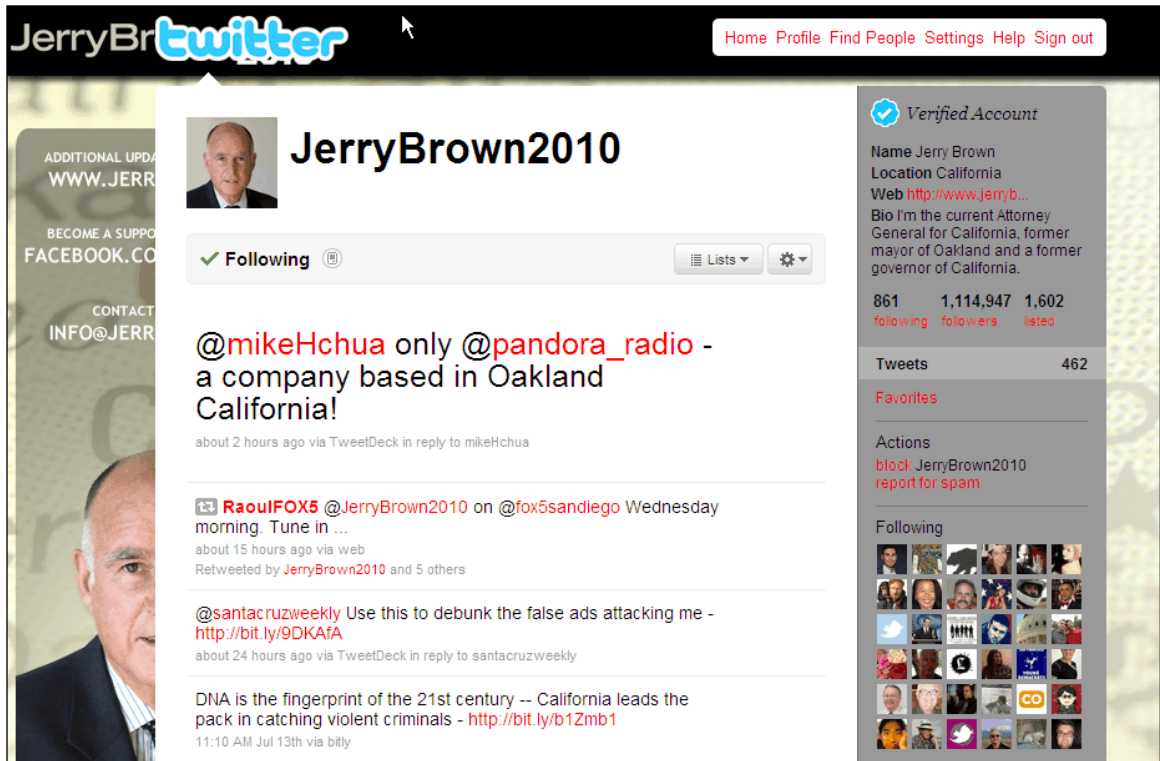 JerryBr
twitter
Home Profile Find People Settings Help Sign out
ADDITIONAL UPDA
WWW.JERR
BECOME A SUPPO
FACEBOOK.CO
CONTACT
INFO@JERR
JerryBrown2010
Following
Lists
@mikeHchua only @pandora_radio -
a company based in Oakland
California!
about 2 hours ago via TweetDeck in reply to mikeHchua
RaoulFOX5 @JerryBrown2010 on @fox5sandiego Wednesday
morning. Tune in ...
about 15 hours ago via web
Retweeted by JerryBrown2010 and 5 others
@santacruzweekly Use this to debunk the false ads attacking me -
http://bit.ly/9DKAfA
about 24 hours ago via TweetDeck in reply to santacruzweekly
DNA is the fingerprint of the 21st century -- California leads the
pack in catching violent criminals - http://bit.ly/b1Zmb1
11:10 AM Jul 13th via bitly
Verified Account
Name Jerry Brown
Location California
Web http://www.jerryb...
Bio I'm the current Attorney
General for California, former
mayor of Oakland and a former
governor of California.
861 1,114,947 1,602
following followers listed
Tweets 462
Favorites
Actions
block JerryBrown2010
report for spam
Following
CO